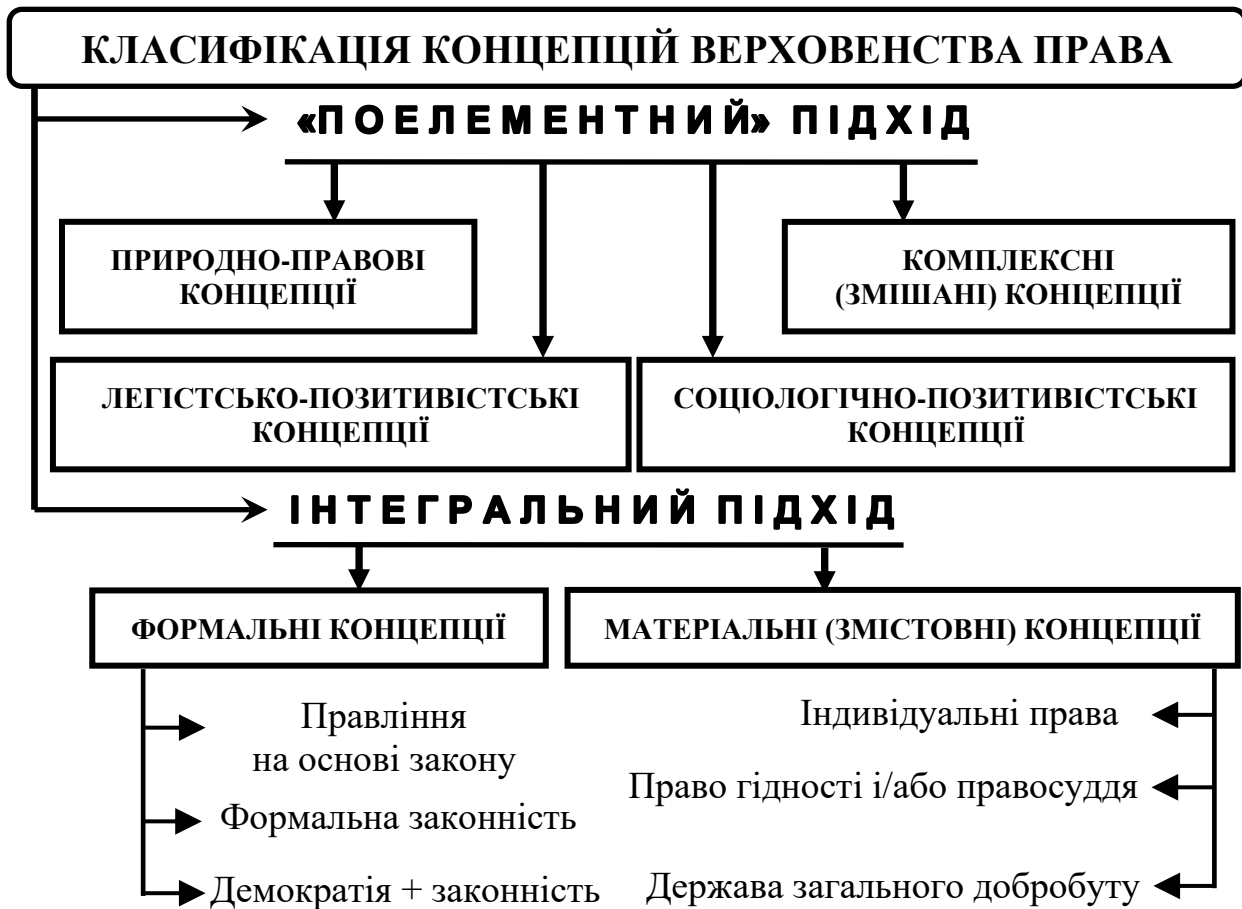 КЛАСИФІКАЦІЯ КОНЦЕПЦІЙ ВЕРХОВЕНСТВА ПРАВА
«ПОЕЛЕМЕНТНИЙ» ПІДХІД
ПРИРОДНО-ПРАВОВІ
КОНЦЕПЦІЇ
КОМПЛЕКСНІ
(ЗМІШАНІ) КОНЦЕПЦІЇ
ЛЕГІСТСЬКО-ПОЗИТИВІСТСЬКІ
КОНЦЕПЦІЇ
СОЦІОЛОГІЧНО-ПОЗИТИВІСТСЬКІ
КОНЦЕПЦІЇ
ІНТЕГРАЛЬНИЙ ПІДХІД
ФОРМАЛЬНІ КОНЦЕПЦІЇ
МАТЕРІАЛЬНІ (ЗМІСТОВНІ) КОНЦЕПЦІЇ
Правління
на основі закону
Формальна законність
Демократія + законність
Індивідуальні права
Право гідності і/або правосуддя
Держава загального добробуту